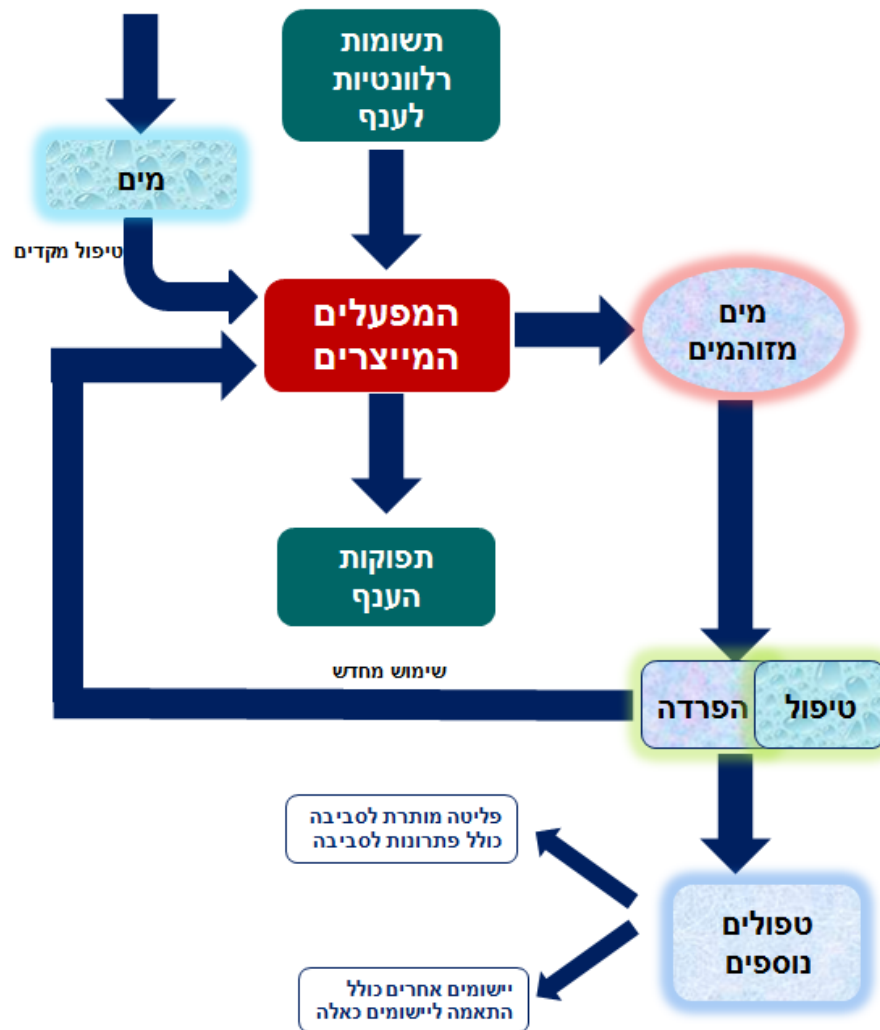 תשומות
רלוונטיות
לענף
מים
טיפול מקדים
המפעלים
המייצרים
מים
מזוהמים
תפוקות
הענף
שימוש מחדש
טיפול
הפרדה
פליטה מותרת לסביבה
כולל פתרונות לסביבה
טפולים
נוספים
יישומים אחרים כולל
התאמה ליישומים כאלה